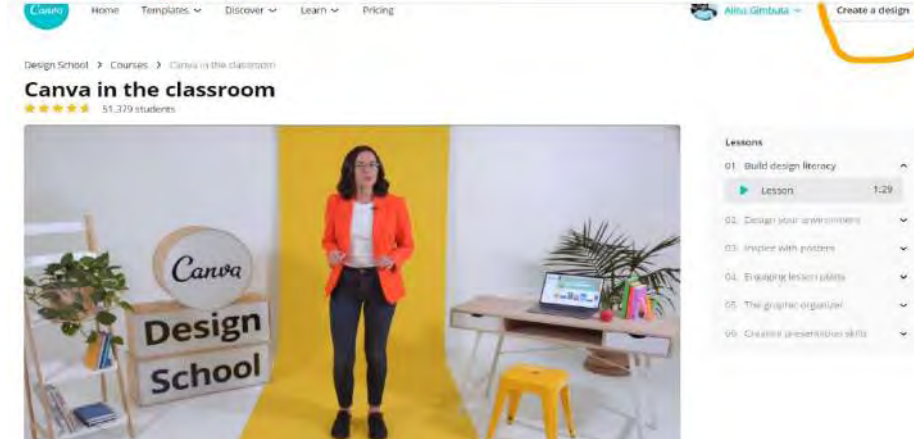 Canva Home Templates Discover Learn Pricing Alina Gimbuta Create a design
Design School > Courses > Canva in the classroom
Canva in the classroom
51,379 students
Canva
Design
School
Lessons
01. Build design literacy
Lesson 1:29
02. Design your environment
03. Inspire with posters
04. Engaging lesson plans
05. The graphic organizer
06. Creative presentation skills